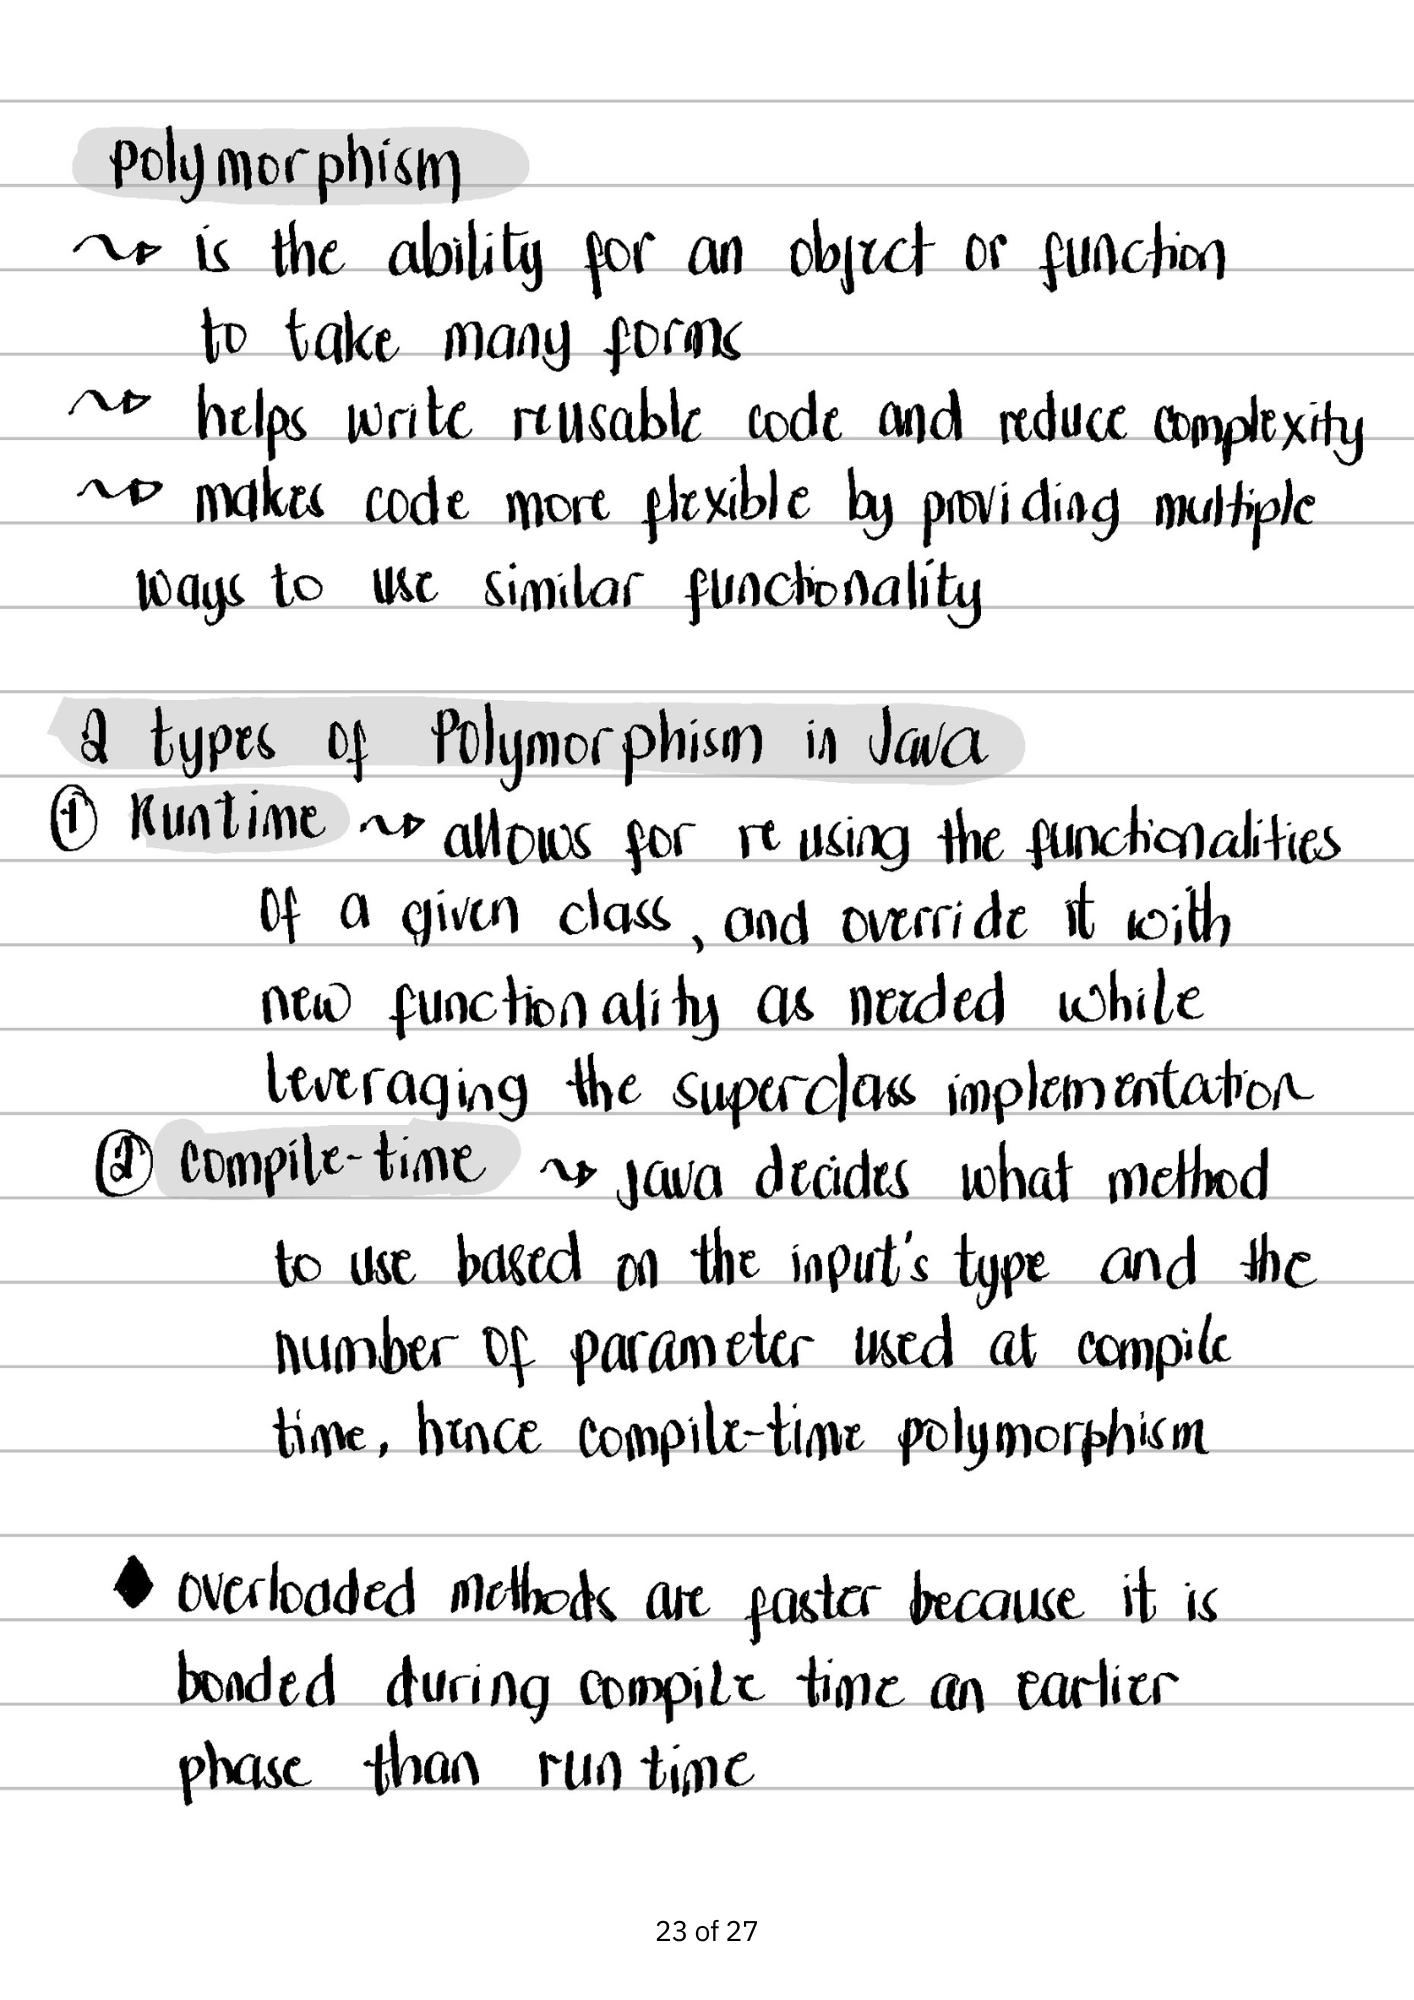 Polymorphism
is the ability for an object or function
to take many forms
helps write reusable code and reduce complexity
makes code more flexible by providing multiple
ways to use similar functionality
2 types of Polymorphism in Java
① Runtime allows for reusing the functionalities
of a given class, and override it with
new functionality as needed while
leveraging the superclass implementation
② compile-time java decides what method
to use based on the input's type and the
number of parameter used at compile
time, hence compile-time polymorphism
◆ overloaded methods are faster because it is
bonded during compile time an earlier
phase than runtime
23 of 27